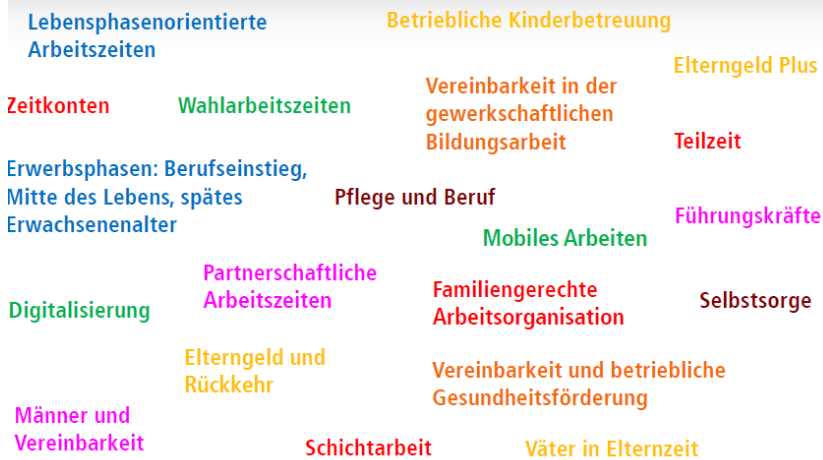 Lebensphasenorientierte
Arbeitszeiten
Betriebliche Kinderbetreuung
Elterngeld Plus
Zeitkonten
Wahlarbeitszeiten
Vereinbarkeit in der
gewerkschaftlichen
Bildungsarbeit
Teilzeit
Erwerbsphasen: Berufseinstieg,
Mitte des Lebens, spätes
Erwachsenenalter
Pflege und Beruf
Führungskräfte
Mobiles Arbeiten
Partnerschaftliche
Arbeitszeiten
Digitalisierung
Familiengerechte
Arbeitsorganisation
Selbstsorge
Elterngeld und
Rückkehr
Vereinbarkeit und betriebliche
Gesundheitsförderung
Männer und
Vereinbarkeit
Schichtarbeit
Väter in Elternzeit